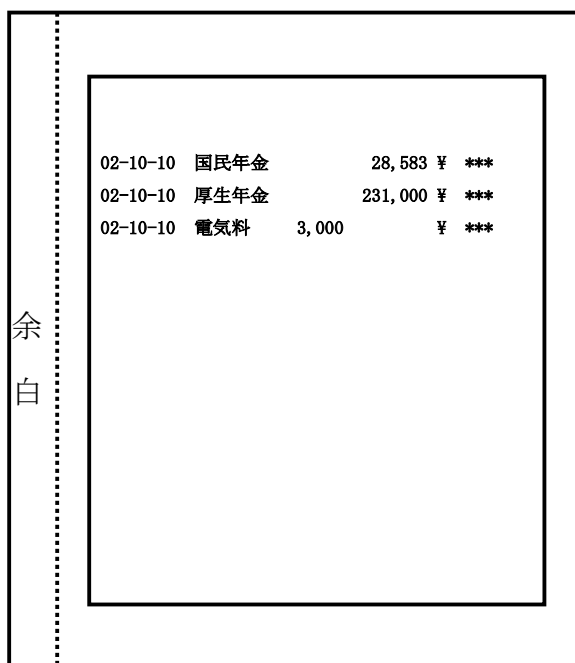 02-10-10 国民年金 28,583 ¥ ***
02-10-10 厚生年金 231,000 ¥ ***
02-10-10 電気料 3,000 ¥ ***
余白